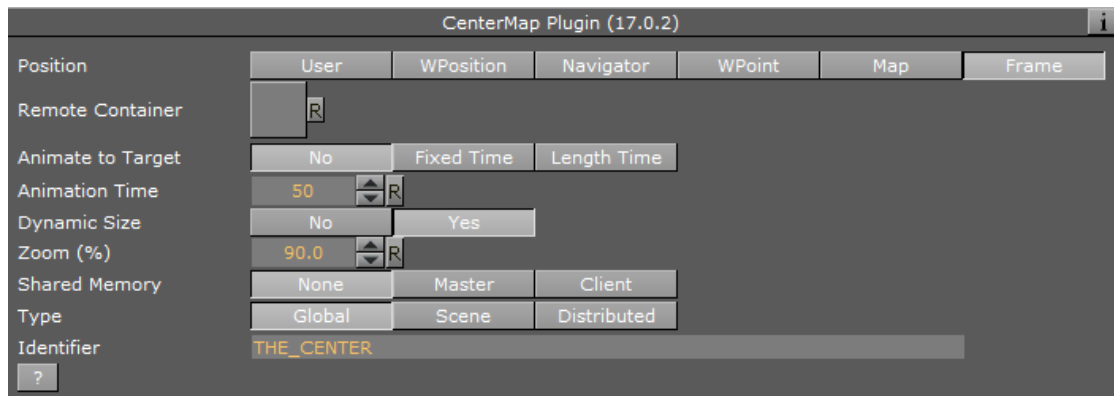 CenterMap Plugin (17.0.2) i
Position User WPosition Navigator WPoint Map Frame
Remote Container R
Animate to Target No Fixed Time Length Time
Animation Time 50 R
Dynamic Size No Yes
Zoom (%) 90.0 R
Shared Memory None Master Client
Type Global Scene Distributed
Identifier THE_CENTER
?